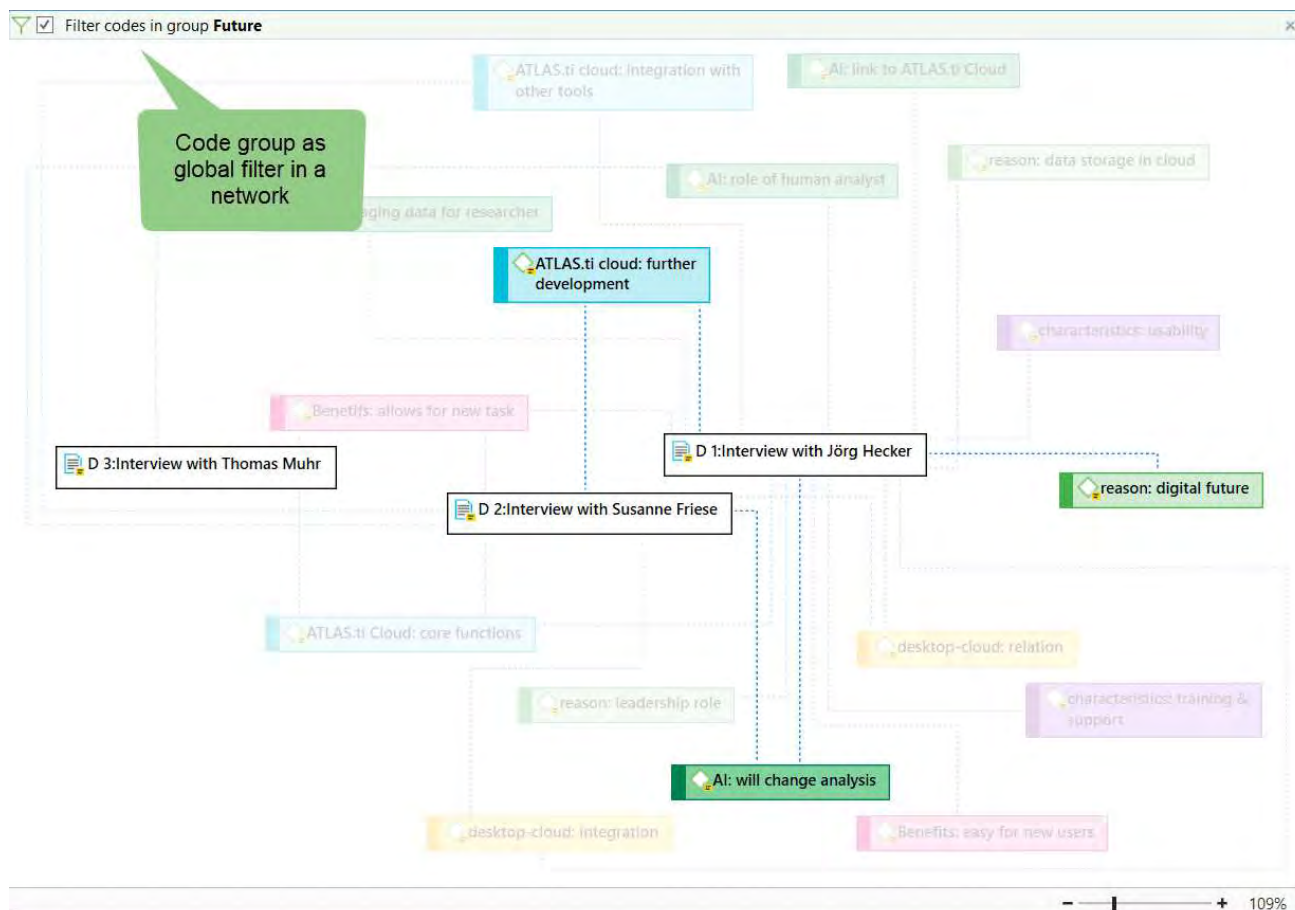 Filter codes in group Future
ATLAS.ti cloud: integration with
other tools
AI: link to ATLAS.ti Cloud
Code group as
global filter in a
network
reason: data storage in cloud
AI: role of human analyst
data for researcher
ATLAS.ti cloud: further
development
characteristics: usability
Benetifs: allows for new task
D 1:Interview with Jörg Hecker
D 3:Interview with Thomas Muhr
reason: digital future
D 2:Interview with Susanne Friese
ATLAS.ti Cloud: core functions
desktop-cloud: relation
reason: leadership role
characteristics: training &
support
AI: will change analysis
desktop-cloud: integration
Benefits: easy for new users
109%